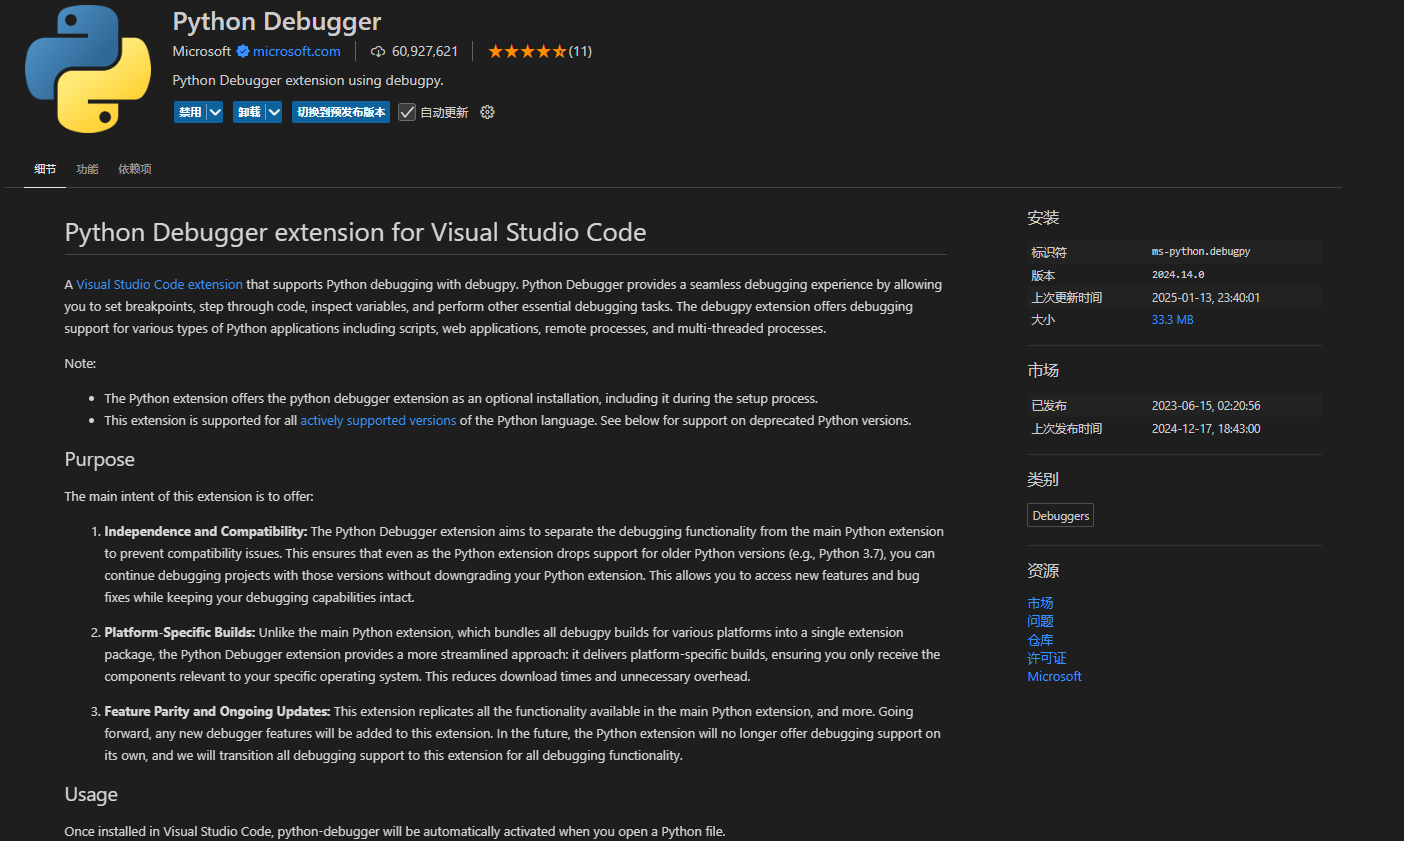 Python Debugger
Microsoft microsoft.com 60,927,621 (11)
Python Debugger extension using debugpy.
禁用 卸载 切换到预发布版本 自动更新
细节 功能 依赖项
Python Debugger extension for Visual Studio Code
A Visual Studio Code extension that supports Python debugging with debugpy. Python Debugger provides a seamless debugging experience by allowing
you to set breakpoints, step through code, inspect variables, and perform other essential debugging tasks. The debugpy extension offers debugging
support for various types of Python applications including scripts, web applications, remote processes, and multi-threaded processes.
Note:
• The Python extension offers the python debugger extension as an optional installation, including it during the setup process.
• This extension is supported for all actively supported versions of the Python language. See below for support on deprecated Python versions.
Purpose
The main intent of this extension is to offer:
1. Independence and Compatibility: The Python Debugger extension aims to separate the debugging functionality from the main Python extension
to prevent compatibility issues. This ensures that even as the Python extension drops support for older Python versions (e.g., Python 3.7), you can
continue debugging projects with those versions without downgrading your Python extension. This allows you to access new features and bug
fixes while keeping your debugging capabilities intact.
2. Platform-Specific Builds: Unlike the main Python extension, which bundles all debugpy builds for various platforms into a single extension
package, the Python Debugger extension provides a more streamlined approach: it delivers platform-specific builds, ensuring you only receive the
components relevant to your specific operating system. This reduces download times and unnecessary overhead.
3. Feature Parity and Ongoing Updates: This extension replicates all the functionality available in the main Python extension, and more. Going
forward, any new debugger features will be added to this extension. In the future, the Python extension will no longer offer debugging support on
its own, and we will transition all debugging support to this extension for all debugging functionality.
Usage
Once installed in Visual Studio Code, python-debugger will be automatically activated when you open a Python file.
安装
标识符 ms-python.debugpy
版本 2024.14.0
上次更新时间 2025-01-13, 23:40:01
大小 33.3 MB
市场
已发布 2023-06-15, 02:20:56
上次发布时间 2024-12-17, 18:43:00
类别
Debuggers
资源
市场
问题
仓库
许可证
Microsoft